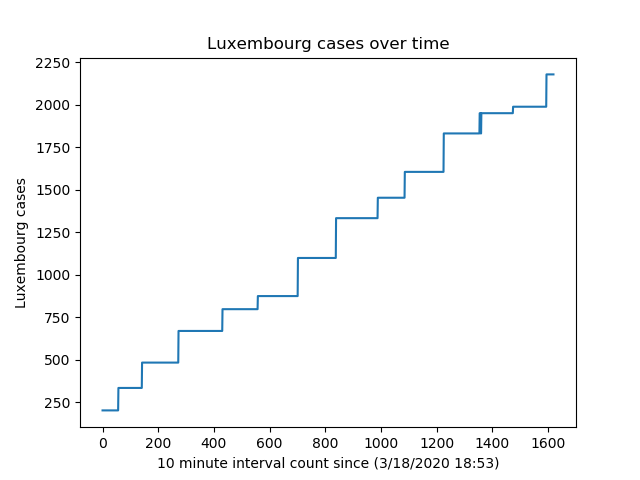 Luxembourg cases over time
2250
2000
1750
1500
1250
1000
750
500
250
Luxembourg cases
0 200 400 600 800 1000 1200 1400 1600
10 minute interval count since (3/18/2020 18:53)